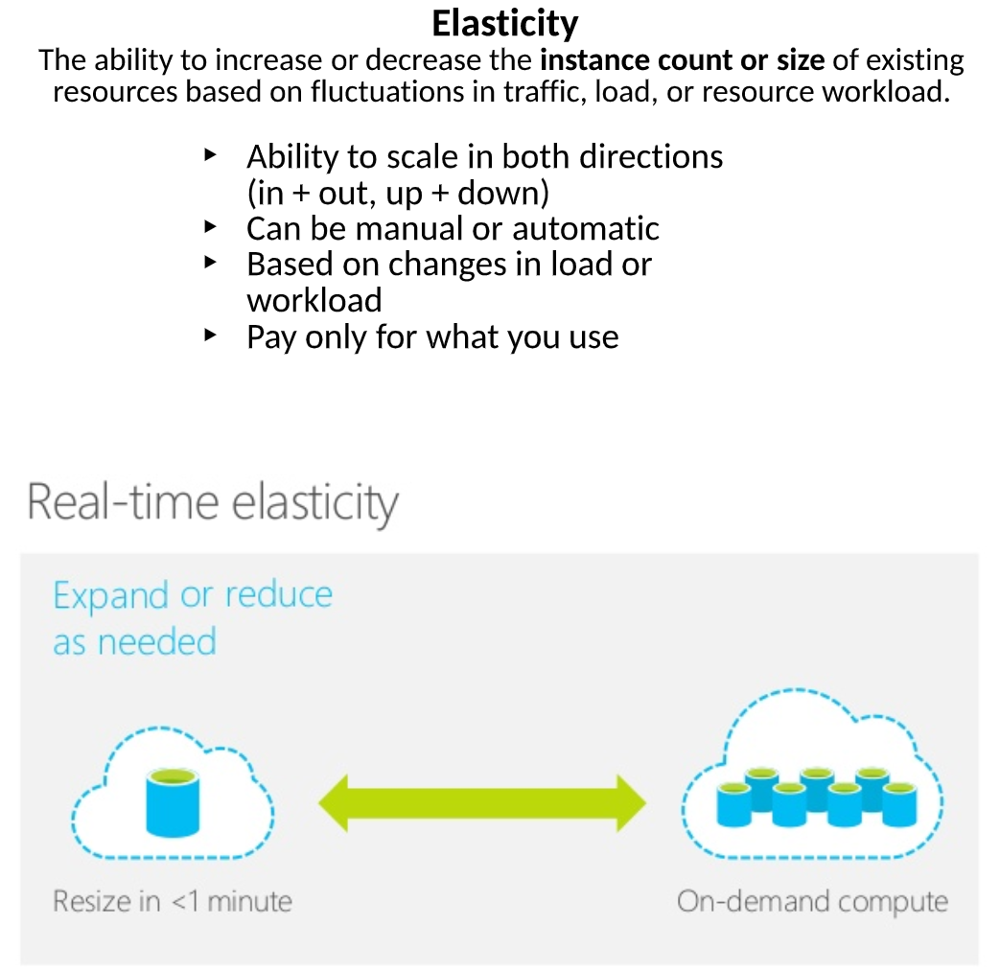 Elasticity
The ability to increase or decrease the instance count or size of existing
resources based on fluctuations in traffic, load, or resource workload.
‣ Ability to scale in both directions
(in + out, up + down)
‣ Can be manual or automatic
‣ Based on changes in load or
workload
‣ Pay only for what you use
Real-time elasticity
Expand or reduce
as needed
Resize in <1 minute
On-demand compute